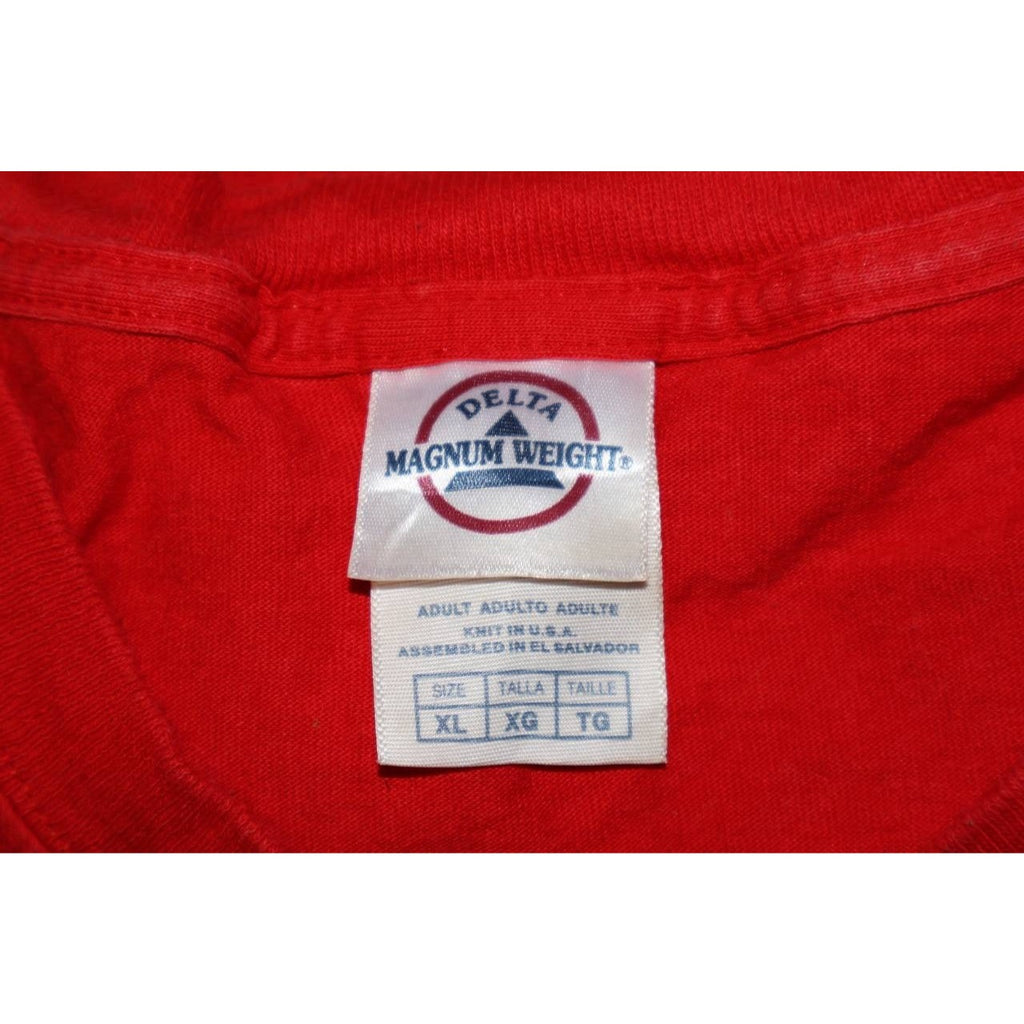 DELTA
MAGNUM WEIGHT®
ADULT ADULTO ADULTE
KNIT IN U.S.A.
ASSEMBLED IN EL SALVADOR
SIZE TALLA TAILLE
XL XG TG